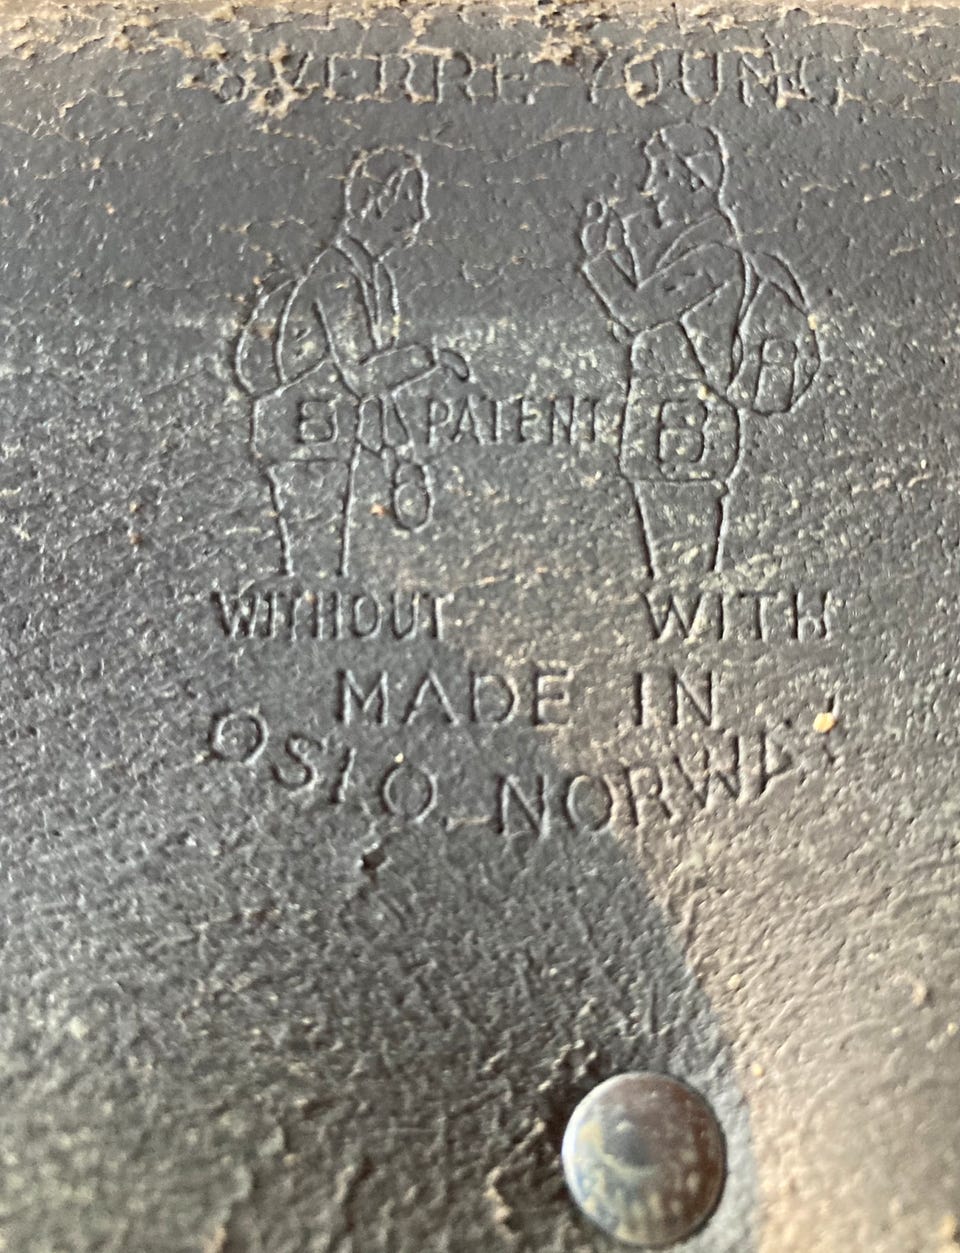 SVERRE YOUNG
PATENT
WITHOUT WITH
MADE IN
OSLO. NORWAY